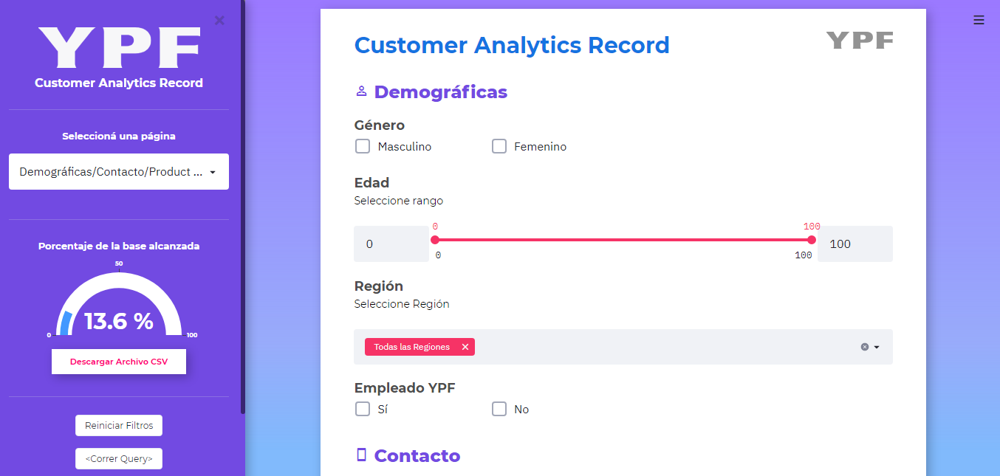 YPF
Customer Analytics Record
Seleccioná una página
Demográficas/Contacto/Product ...
Porcentaje de la base alcanzada
50
13.6 %
0
100
Descargar Archivo CSV
Reiniciar Filtros
<Correr Query>
Customer Analytics Record
YPF
Demográficas
Género
Masculino
Femenino
Edad
Seleccione rango
0
100
0
100
0
100
Región
Seleccione Región
Todas las Regiones
Empleado YPF
Sí
No
Contacto